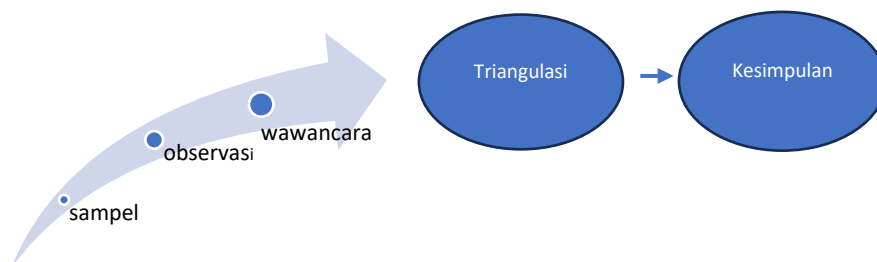 Triangulasi
Kesimpulan
wawancara
observasi
sampel